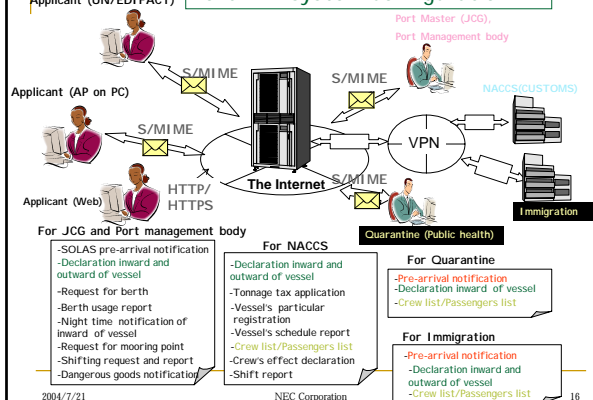 Applicant (UN/EDIFACT)
Port Master (JCG),
Port Management body
S/MIME
S/MIME
NACCS(CUSTOMS)
Applicant (AP on PC)
S/MIME
VPN
The Internet
S/MIME
HTTP/
HTTPS
Applicant (Web)
Immigration
Quarantine (Public health)
For JCG and Port management body
-SOLAS pre-arrival notification
-Declaration inward and
outward of vessel
-Request for berth
-Berth usage report
-Night time notification of
inward of vessel
-Request for mooring point
-Shifting request and report
-Dangerous goods notification
For NACCS
-Declaration inward and
outward of vessel
-Tonnage tax application
-Vessel's particular
registration
-Vessel's schedule report
-Crew list/Passengers list
-Crew's effect declaration
-Shift report
For Quarantine
-Pre-arrival notification
-Declaration inward of vessel
-Crew list/Passengers list
For Immigration
-Pre-arrival notification
-Declaration inward and
outward of vessel
-Crew list/Passengers list
2004/7/21
NEC Corporation
16